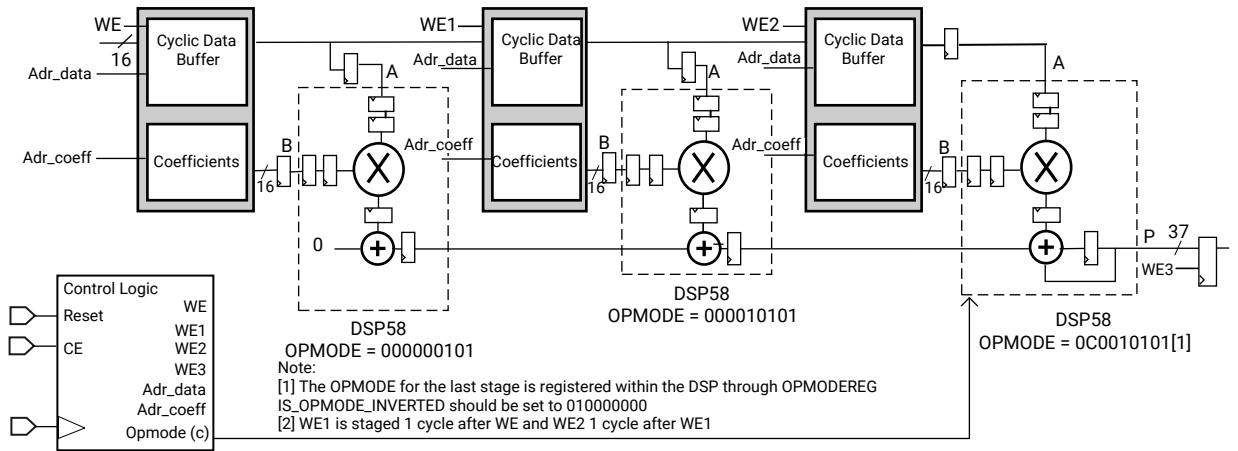 WE
16
Adr_data
Adr_coeff
Cyclic Data
Buffer
Coefficients
16
B
A
0
DSP58
OPMODE = 000000101
WE1
Adr_data
Adr_coeff
Cyclic Data
Buffer
Coefficients
16
B
A
DSP58
OPMODE = 000010101
WE2
Adr_data
Adr_coeff
Cyclic Data
Buffer
Coefficients
16
B
A
P
37
WE3
DSP58
OPMODE = 0C0010101[1]
Control Logic
Reset
CE
WE
WE1
WE2
WE3
Adr_data
Adr_coeff
Opmode (c)
Note:
[1] The OPMODE for the last stage is registered within the DSP through OPMODEREG
IS_OPMODE_INVERTED should be set to 010000000
[2] WE1 is staged 1 cycle after WE and WE2 1 cycle after WE1